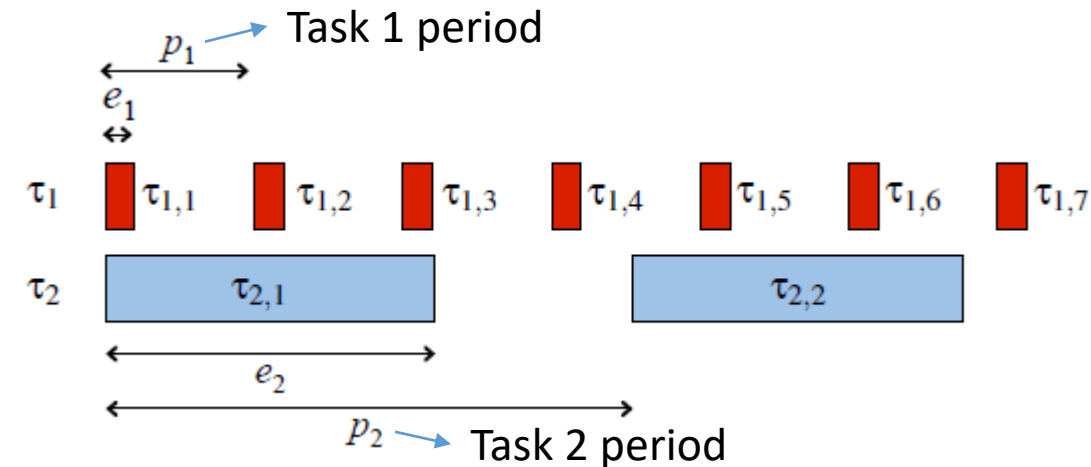 p₁ Task 1 period
e₁
τ₁ τ₁,₁ τ₁,₂ τ₁,₃ τ₁,₄ τ₁,₅ τ₁,₆ τ₁,₇
τ₂ τ₂,₁ τ₂,₂
e₂
p₂ Task 2 period